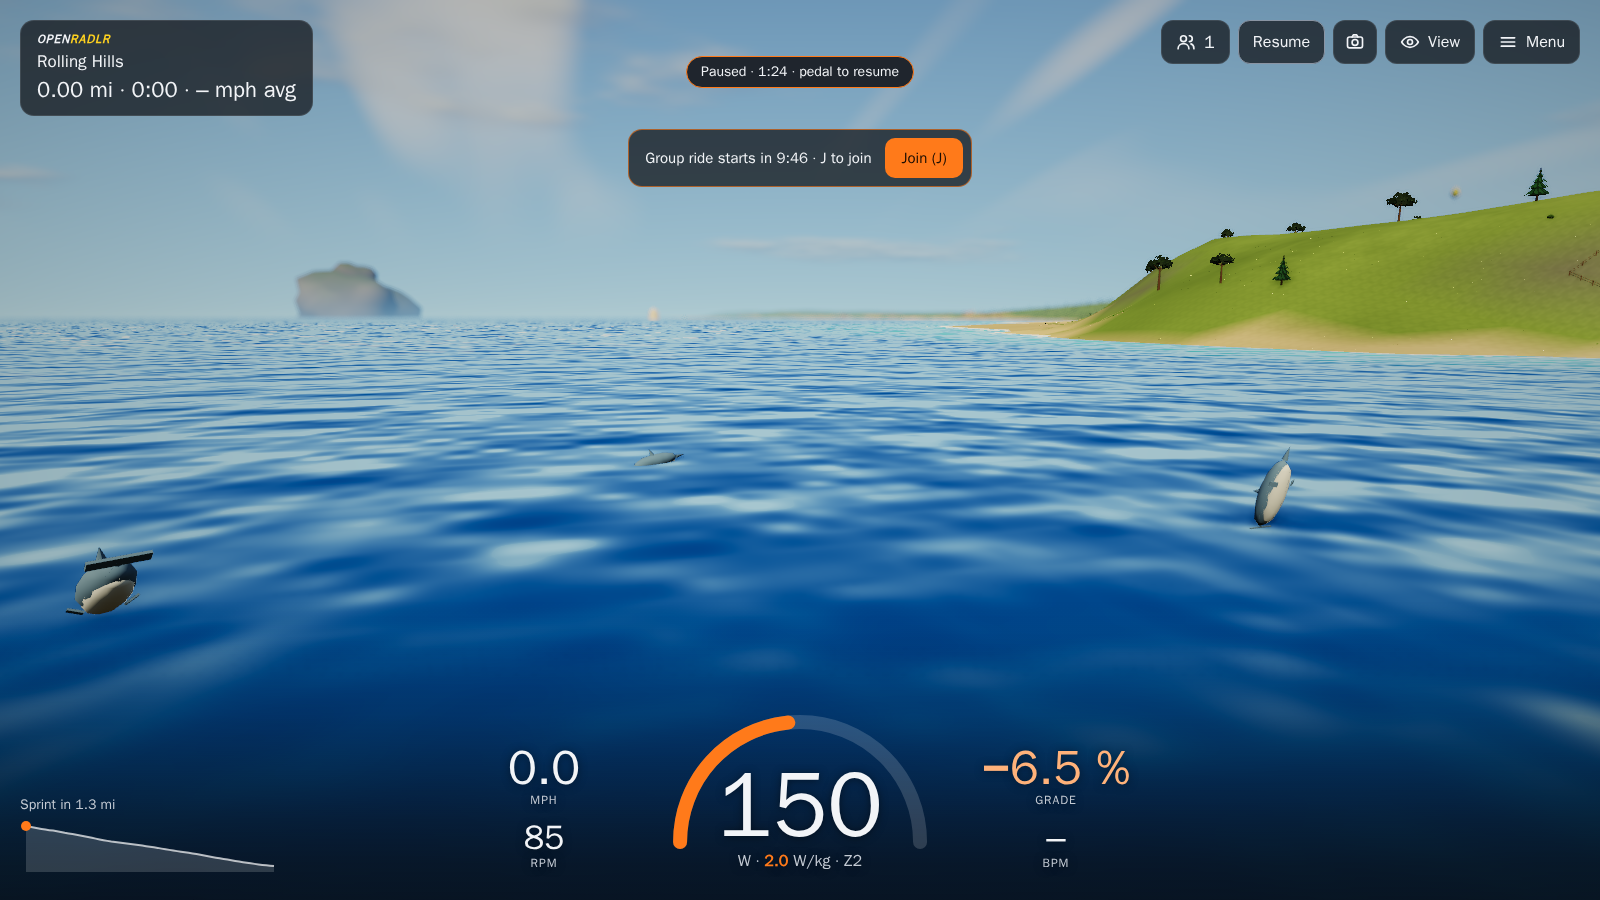 OPENRADLR
Rolling Hills
0.00 mi · 0:00 · – mph avg
Paused · 1:24 · pedal to resume
Group ride starts in 9:46 · J to join
Join (J)
1
Resume
View
Menu
Sprint in 1.3 mi
0.0
MPH
85
RPM
150
W · 2.0 W/kg · Z2
–6.5 %
GRADE
–
BPM